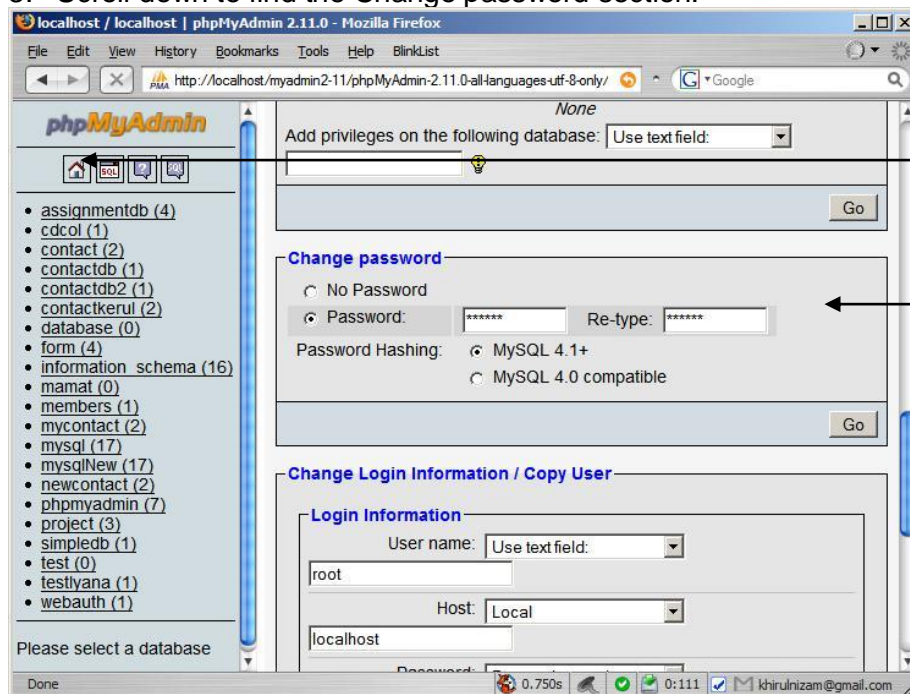 Scroll down to find the Change password section.
localhost / localhost | phpMyAdmin 2.11.0 - Mozilla Firefox
File Edit View History Bookmarks Tools Help BlinkList
PMA http://localhost/myadmin2-11/phpMyAdmin-2.11.0-all-languages-utf-8-only/ G Google
phpMyAdmin
SQL ? SQL
assignmentdb (4)
cdcol (1)
contact (2)
contactdb (1)
contactdb2 (1)
contactkerul (2)
database (0)
form (4)
information_schema (16)
mamat (0)
members (1)
mycontact (2)
mysql (17)
mysqlNew (17)
newcontact (2)
phpmyadmin (7)
project (3)
simpledb (1)
test (0)
testlyana (1)
webauth (1)
Please select a database
None
Add privileges on the following database: Use text field:
Go
Change password
No Password
Password: ****** Re-type: ******
Password Hashing: MySQL 4.1+
MySQL 4.0 compatible
Go
Change Login Information / Copy User
Login Information
User name: Use text field:
root
Host: Local
localhost
Done 0.750s 0:111 khirulnizam@gmail.com